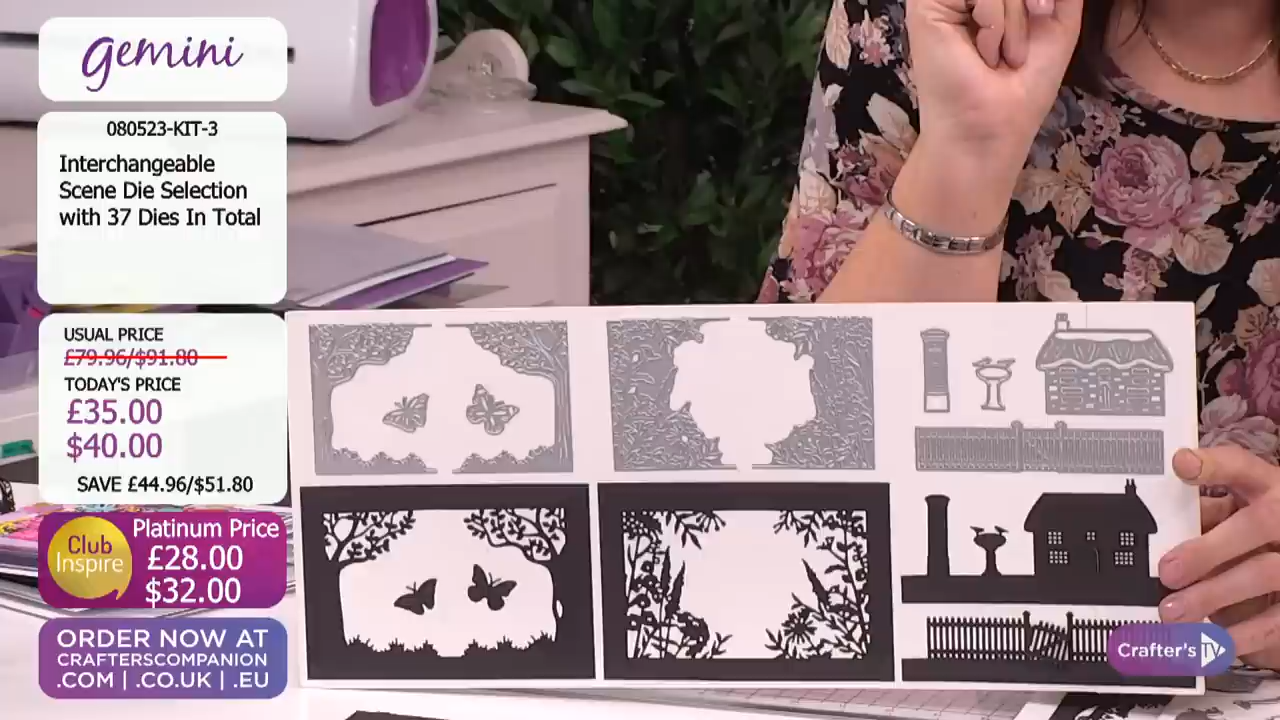 gemini
080523-KIT-3
Interchangeable
Scene Die Selection
with 37 Dies In Total
USUAL PRICE
£79.96/$91.80
TODAY'S PRICE
£35.00
$40.00
SAVE £44.96/$51.80
Club
Inspire
Platinum Price
£28.00
$32.00
ORDER NOW AT
CRAFTERSCOMPANION
.COM | .CO.UK | .EU
Crafter's TV